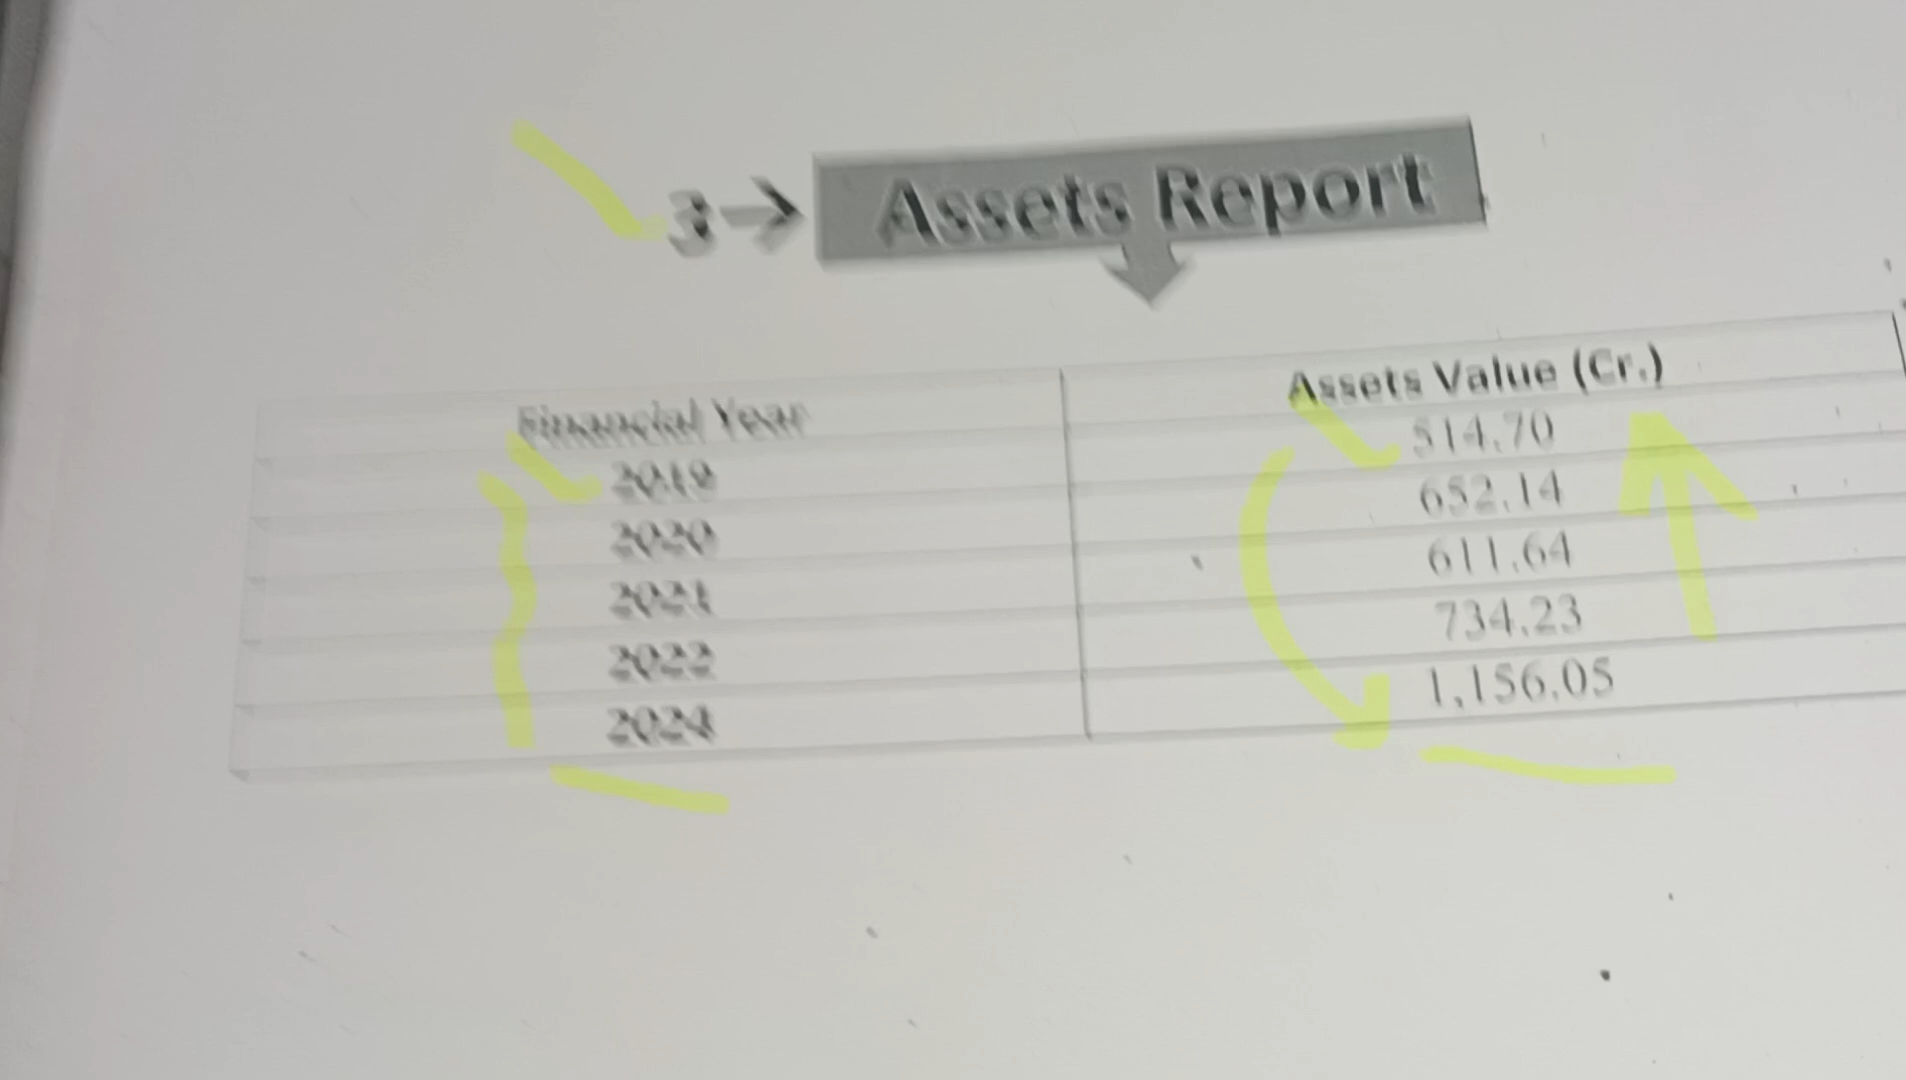 3→ Assets Report
Financial Year Assets Value (Cr.)
2019 514.70
2020 652.14
2021 611.64
2022 734.23
2024 1,156.05